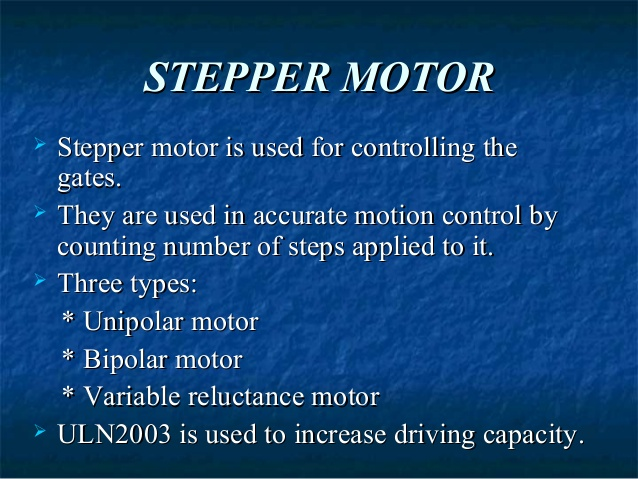 STEPPER MOTOR
Stepper motor is used for controlling the
gates.
They are used in accurate motion control by
counting number of steps applied to it.
Three types:
* Unipolar motor
* Bipolar motor
* Variable reluctance motor
ULN2003 is used to increase driving capacity.